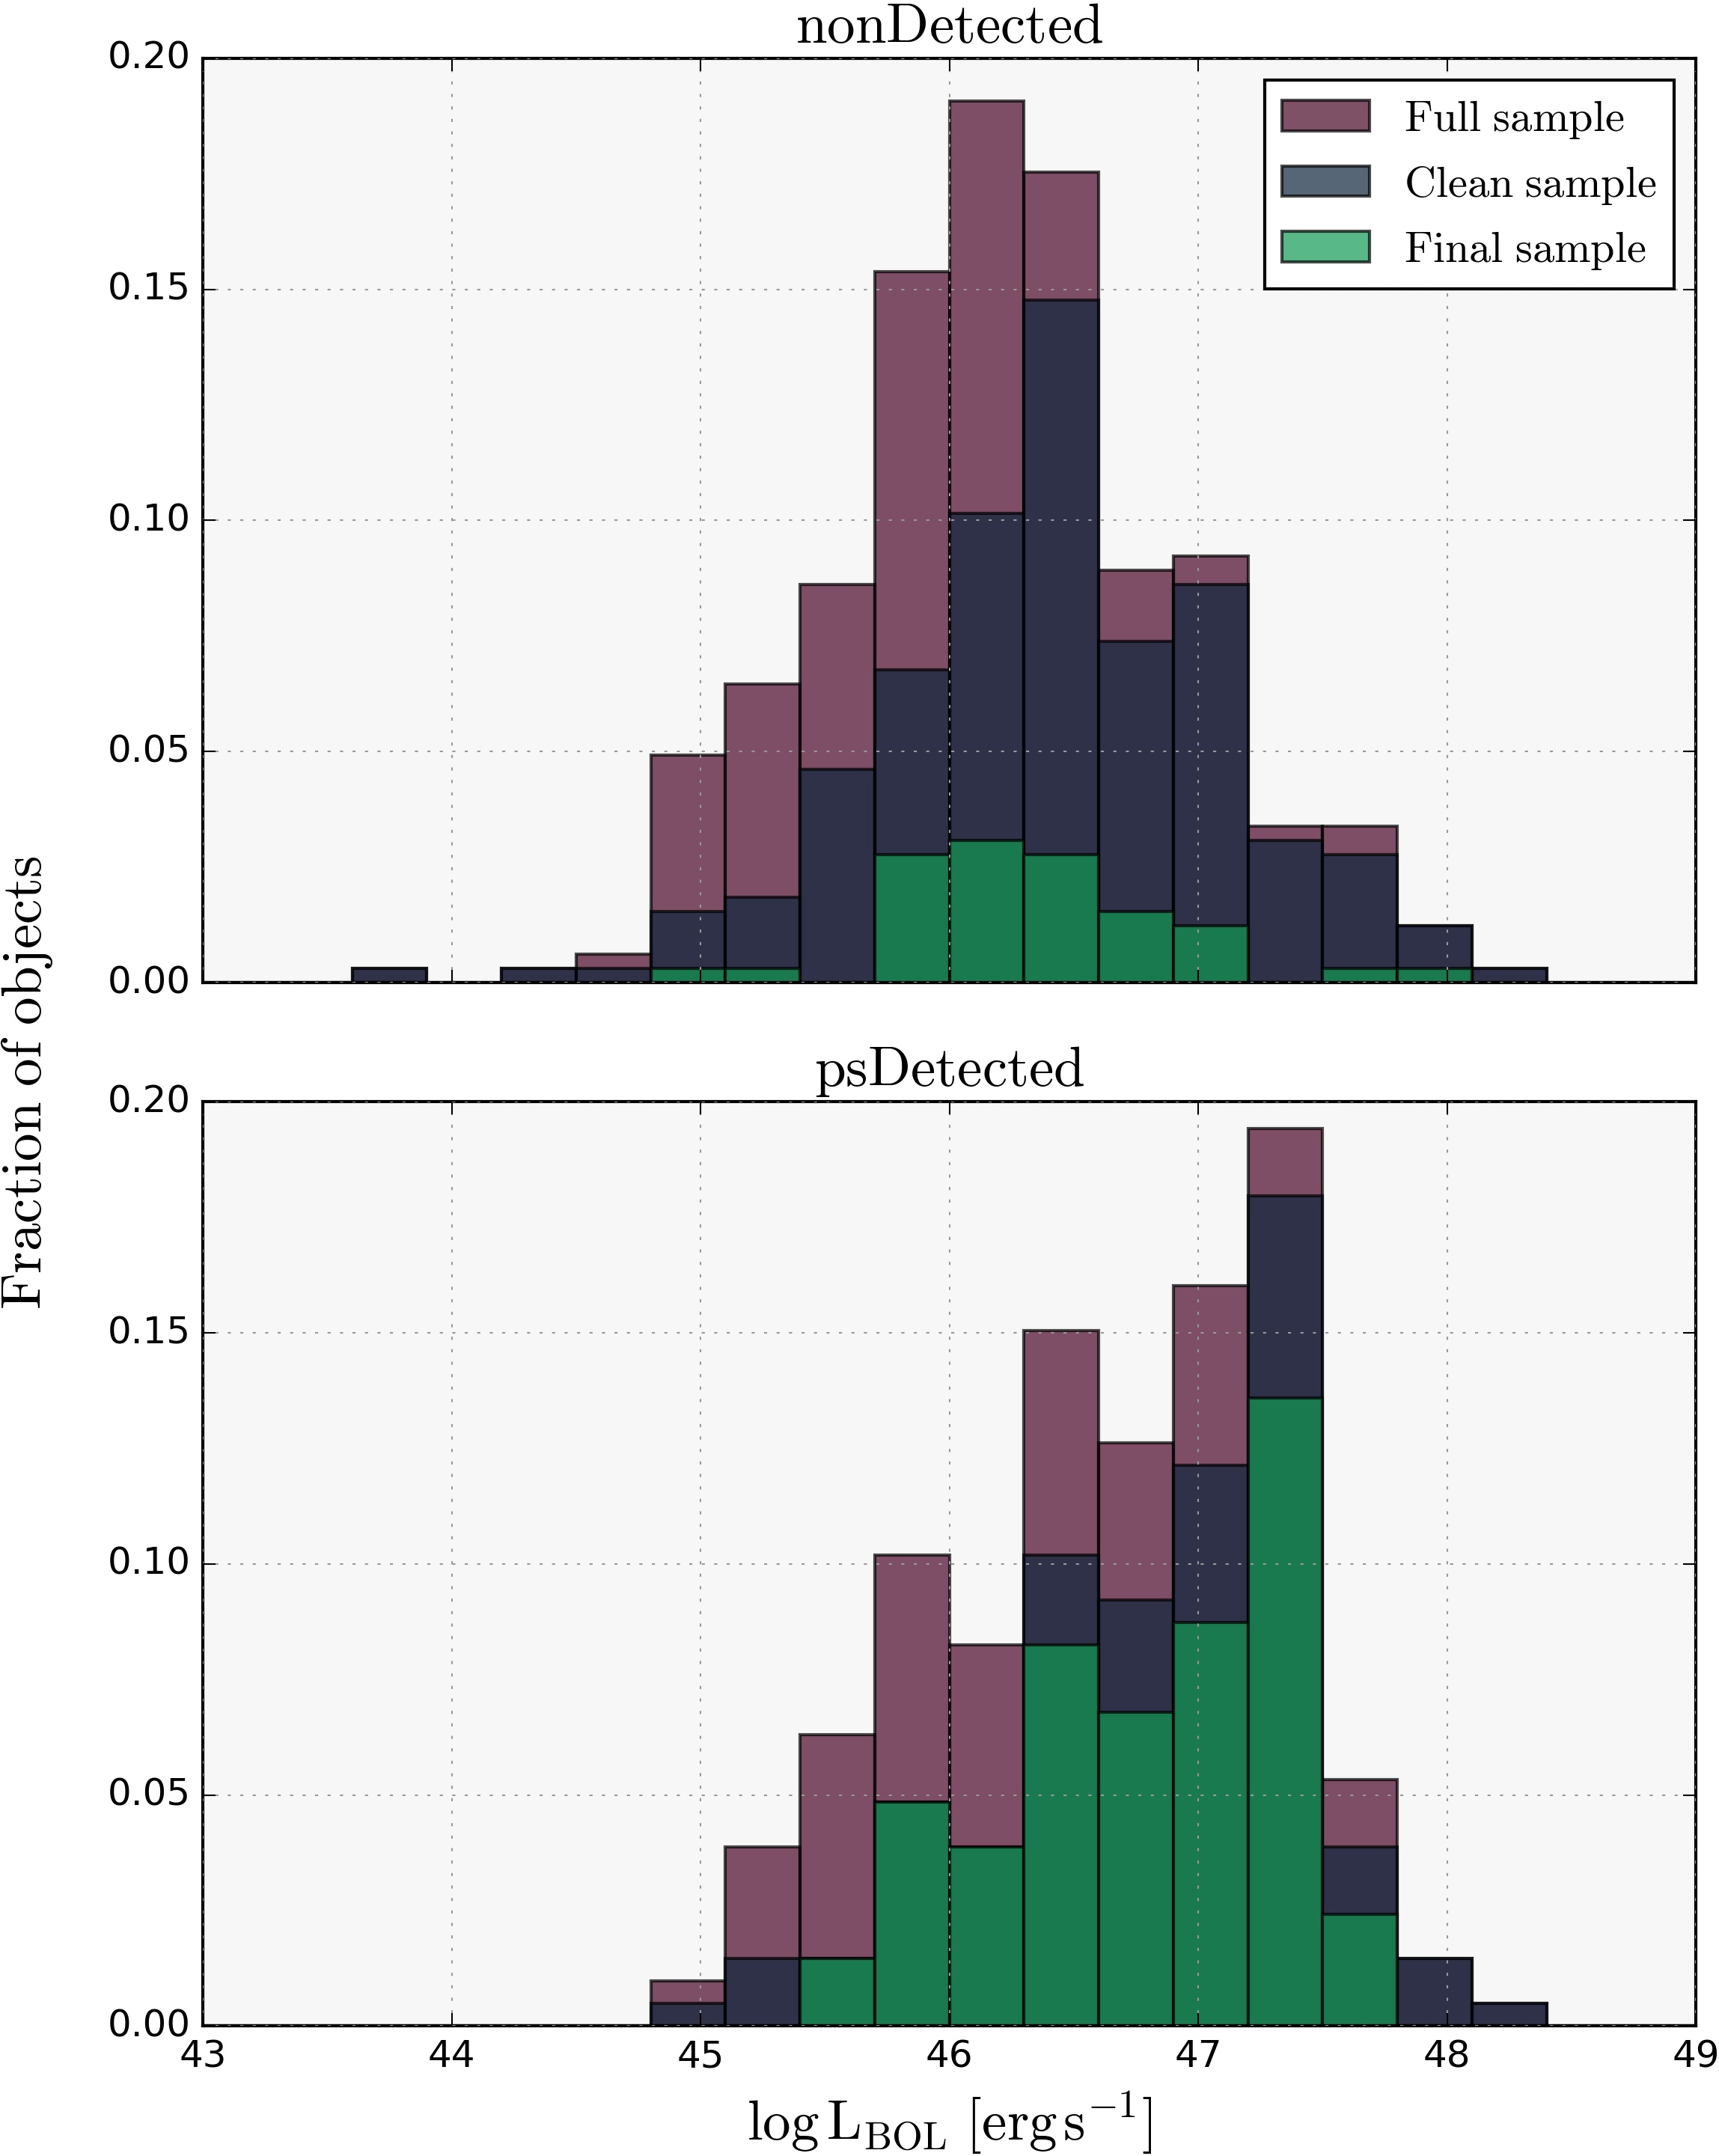 nonDetected
0.20
0.15
0.10
0.05
0.00
Full sample
Clean sample
Final sample
Fraction of objects
psDetected
0.20
0.15
0.10
0.05
0.00
43 44 45 46 47 48 49
log L_BOL [erg s^−1]